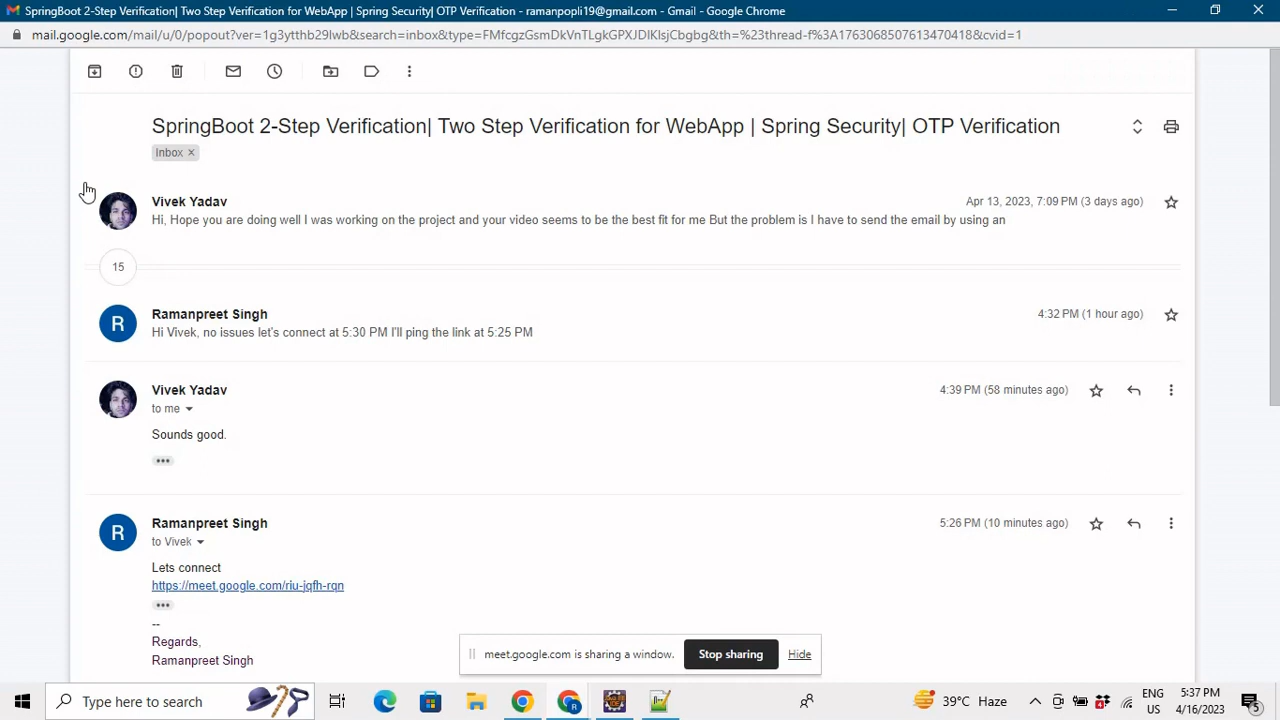 SpringBoot 2-Step Verification| Two Step Verification for WebApp | Spring Security| OTP Verification - ramanpopli19@gmail.com - Gmail - Google Chrome
mail.google.com/mail/u/0/popout?ver=1g3ytthb29lwb&search=inbox&type=FMfcgzGsmDkVnTLgkGPXJDlKlsjCbgbg&th=%23thread-f%3A1763068507613470418&cvid=1
SpringBoot 2-Step Verification| Two Step Verification for WebApp | Spring Security| OTP Verification
Inbox ×
Vivek Yadav
Apr 13, 2023, 7:09 PM (3 days ago)
Hi, Hope you are doing well I was working on the project and your video seems to be the best fit for me But the problem is I have to send the email by using an
15
Ramanpreet Singh
4:32 PM (1 hour ago)
Hi Vivek, no issues let's connect at 5:30 PM I'll ping the link at 5:25 PM
Vivek Yadav
4:39 PM (58 minutes ago)
to me
Sounds good.
R
R
Ramanpreet Singh
5:26 PM (10 minutes ago)
to Vivek
Lets connect
https://meet.google.com/riu-jqfh-rqn
--
Regards,
Ramanpreet Singh
meet.google.com is sharing a window.
Stop sharing
Hide
Type here to search
39°C Haze
ENG
US
5:37 PM
4/16/2023
5